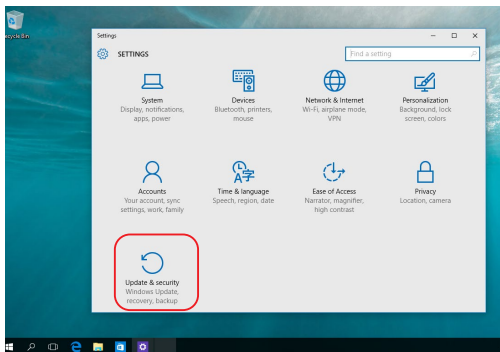 ecycle Bin
Settings
SETTINGS
Find a setting
System
Display, notifications,
apps, power
Devices
Bluetooth, printers,
mouse
Network & Internet
Wi-Fi, airplane mode,
VPN
Personalization
Background, lock
screen, colors
Accounts
Your account, sync
settings, work, family
Time & language
Speech, region, date
Ease of Access
Narrator, magnifier,
high contrast
Privacy
Location, camera
Update & security
Windows Update,
recovery, backup